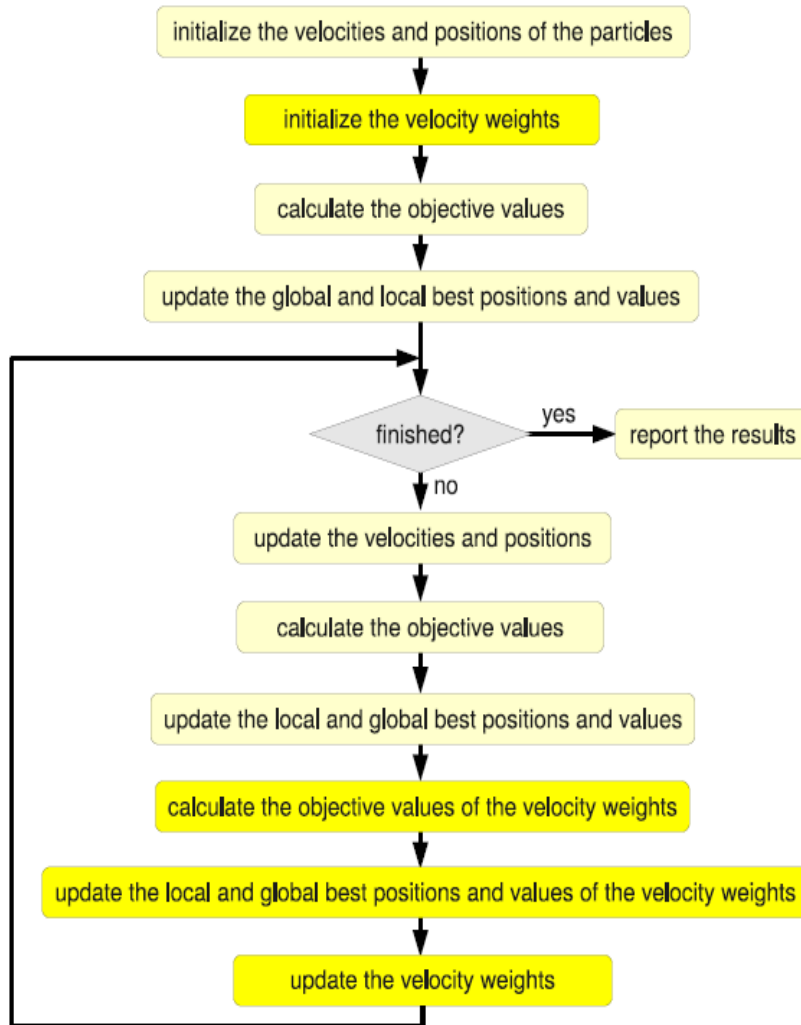 initialize the velocities and positions of the particles
initialize the velocity weights
calculate the objective values
update the global and local best positions and values
finished?
yes
report the results
no
update the velocities and positions
calculate the objective values
update the local and global best positions and values
calculate the objective values of the velocity weights
update the local and global best positions and values of the velocity weights
update the velocity weights